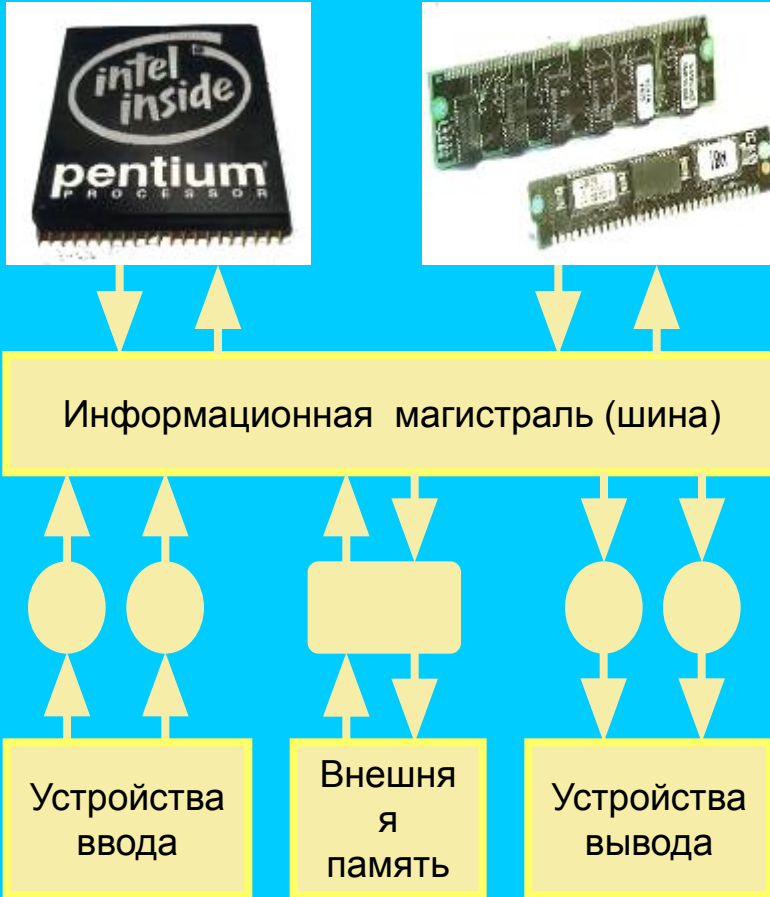 intel
inside
pentium
PROCESSOR
Информационная магистраль (шина)
Устройства
ввода
Внешня
я
память
Устройства
вывода